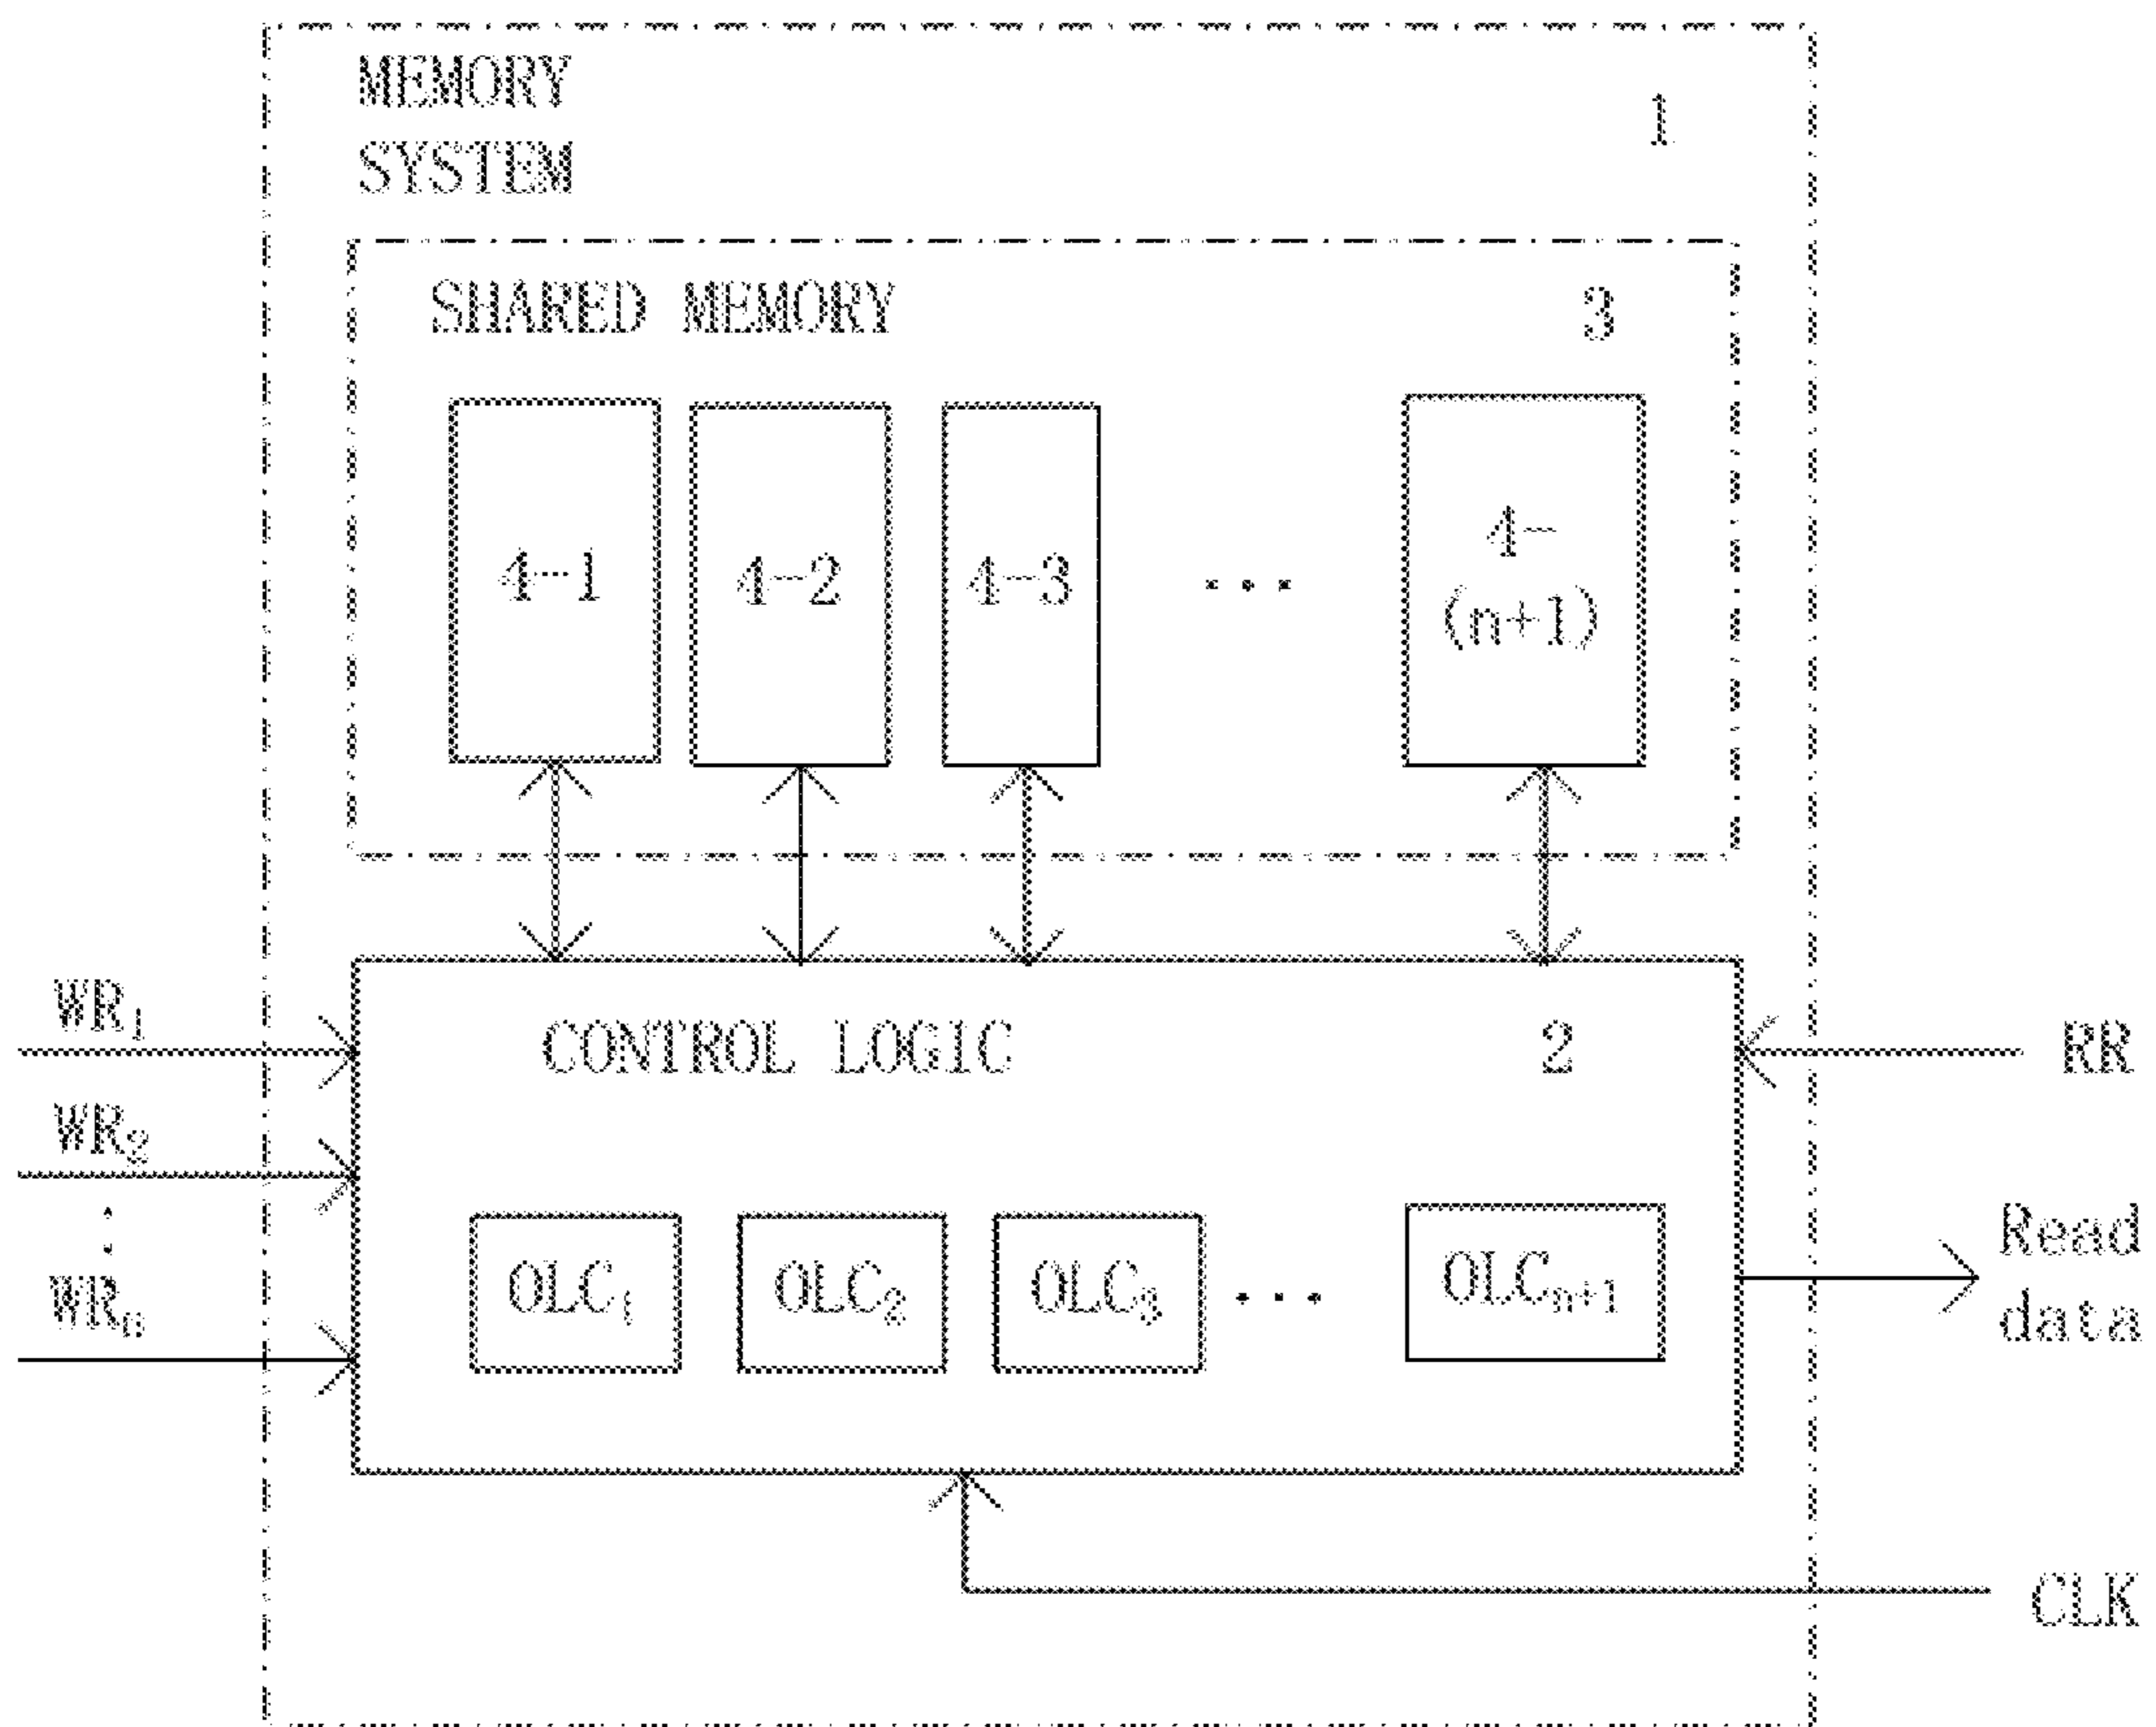 MEMORY
SYSTEM
1
SHARED MEMORY
3
4-1
4-2
4-3
...
4-
(n+1)
WR₁
CONTROL LOGIC
2
RR
WR₂
Read
data
WRₙ
OLC₁
OLC₂
OLC₃
...
OLCₙ₊₁
CLK